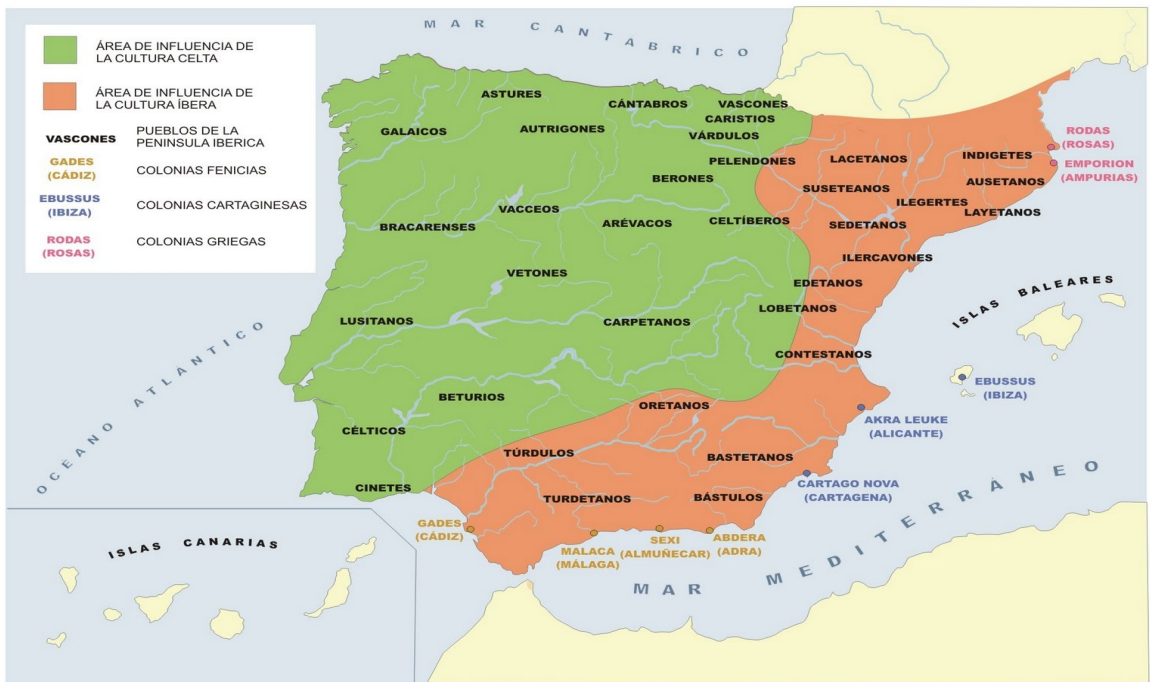 ÁREA DE INFLUENCIA DE
LA CULTURA CELTA
ÁREA DE INFLUENCIA DE
LA CULTURA ÍBERA
VASCONES
PUEBLOS DE LA
PENINSULA IBERICA
GADES
(CÁDIZ)
COLONIAS FENICIAS
EBUSSUS
(IBIZA)
COLONIAS CARTAGINESAS
RODAS
(ROSAS)
COLONIAS GRIEGAS
MAR CANTABRICO
ASTURES
CÁNTABROS
VASCONES
CARISTIOS
GALAICOS
AUTRIGONES
VÁRDULOS
PELENDONES
LACETANOS
INDIGETES
RODAS
(ROSAS)
EMPORION
(AMPURIAS)
BERONES
SUSETEANOS
AUSETANOS
ILEGERTES
LAYETANOS
VACCEOS
BRACARENSES
ARÉVACOS
CELTÍBEROS
SEDETANOS
ILERCAVONES
VETONES
EDETANOS
ISLAS BALEARES
LOBETANOS
LUSITANOS
CARPETANOS
CONTESTANOS
OCEANO ATLANTICO
EBUSSUS
(IBIZA)
BETURIOS
ORETANOS
AKRA LEUKE
(ALICANTE)
CÉLTICOS
TÚRDULOS
BASTETANOS
CARTAGO NOVA
(CARTAGENA)
CINETES
TURDETANOS
BÁSTULOS
GADES
(CÁDIZ)
MALACA
(MÁLAGA)
SEXI
(ALMUÑECAR)
ABDERA
(ADRA)
MAR MEDITERRÁNEO
ISLAS CANARIAS